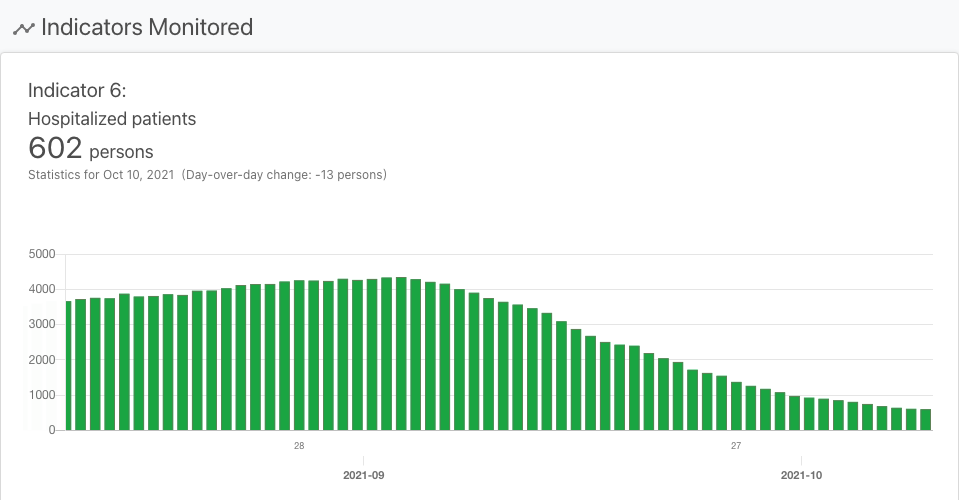 Indicators Monitored
Indicator 6:
Hospitalized patients
602 persons
Statistics for Oct 10, 2021 (Day-over-day change: -13 persons)
5000
4000
3000
2000
1000
0
28 27
2021-09 2021-10